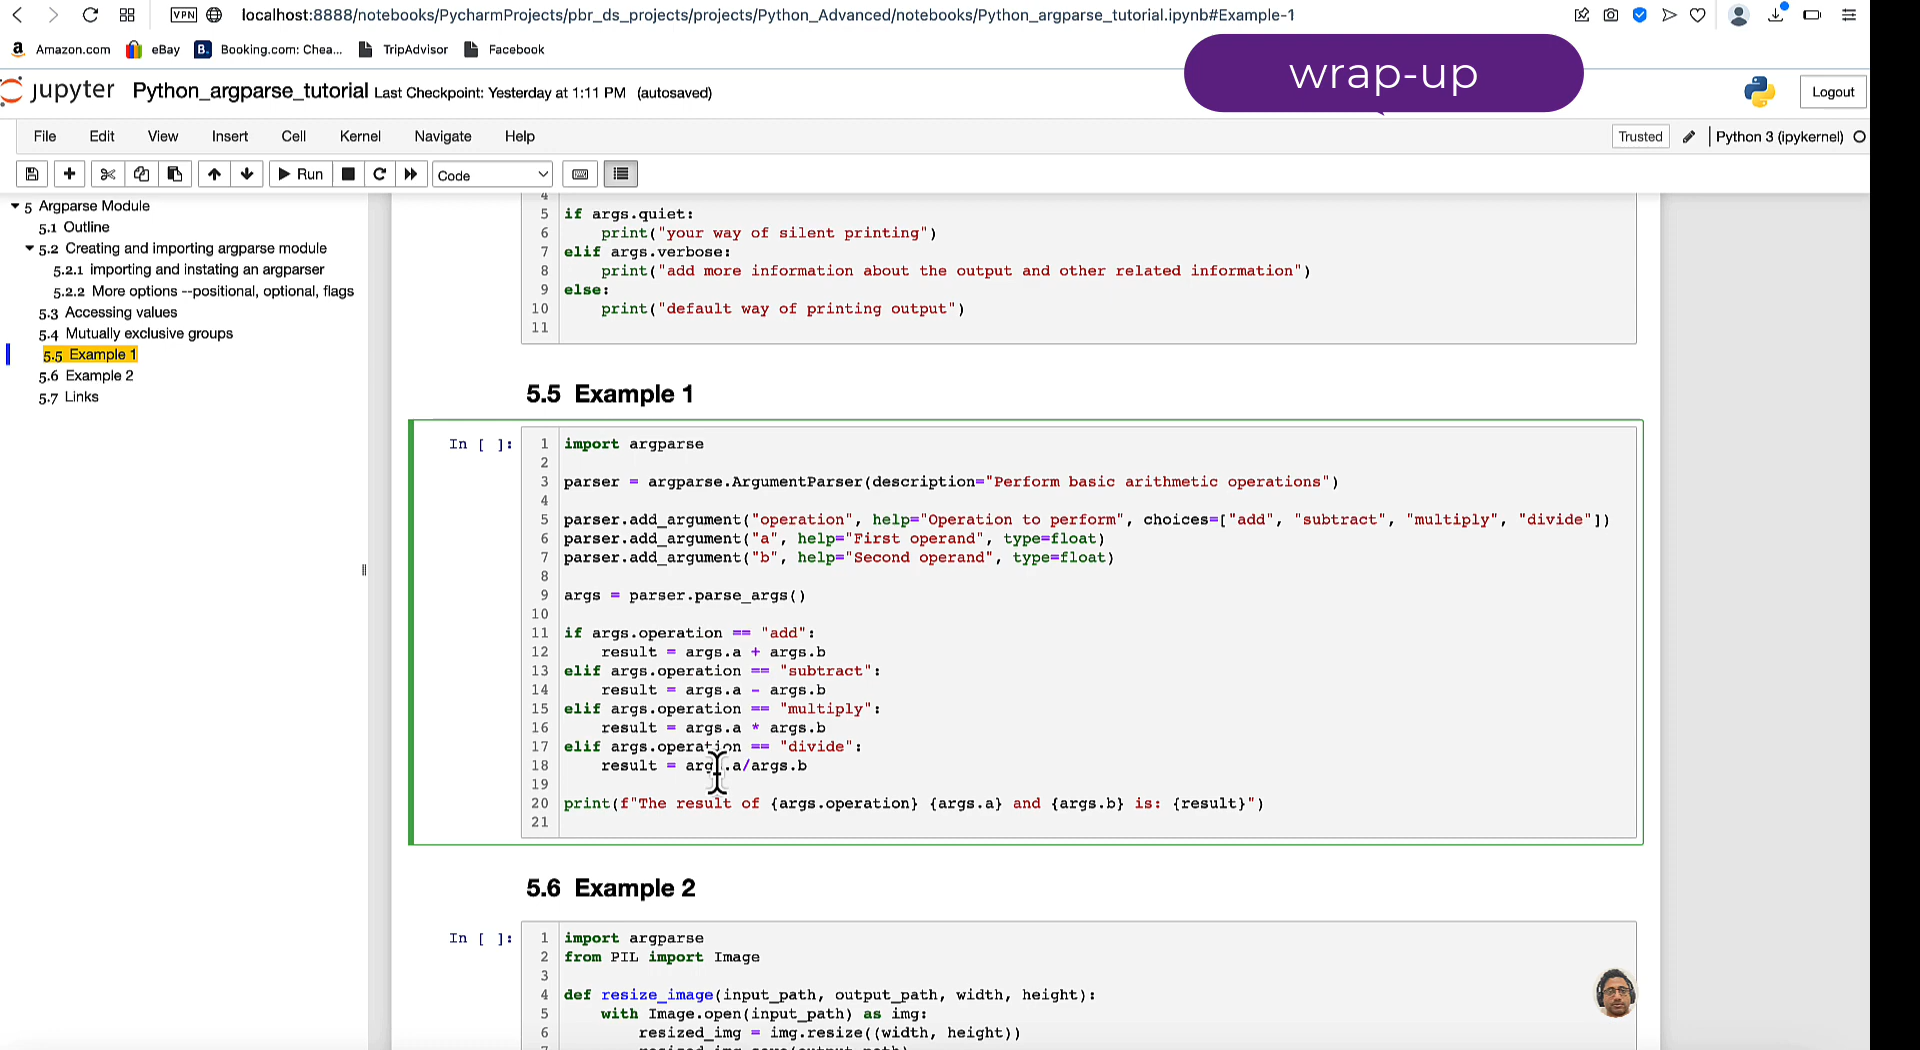 VPN localhost:8888/notebooks/PycharmProjects/pbr_ds_projects/projects/Python_Advanced/notebooks/Python_argparse_tutorial.ipynb#Example-1
a Amazon.com eBay B. Booking.com: Chea... TripAdvisor Facebook
wrap-up
jupyter Python_argparse_tutorial Last Checkpoint: Yesterday at 1:11 PM (autosaved)
Logout
File Edit View Insert Cell Kernel Navigate Help
Trusted Python 3 (ipykernel)
Run Code
5 Argparse Module
5.1 Outline
5.2 Creating and importing argparse module
5.2.1 importing and instating an argparser
5.2.2 More options --positional, optional, flags
5.3 Accessing values
5.4 Mutually exclusive groups
5.5 Example 1
5.6 Example 2
5.7 Links
4
5 if args.quiet:
6 print("your way of silent printing")
7 elif args.verbose:
8 print("add more information about the output and other related information")
9 else:
10 print("default way of printing output")
11
5.5 Example 1
In [ ]:
1 import argparse
2
3 parser = argparse.ArgumentParser(description="Perform basic arithmetic operations")
4
5 parser.add_argument("operation", help="Operation to perform", choices=["add", "subtract", "multiply", "divide"])
6 parser.add_argument("a", help="First operand", type=float)
7 parser.add_argument("b", help="Second operand", type=float)
8
9 args = parser.parse_args()
10
11 if args.operation == "add":
12 result = args.a + args.b
13 elif args.operation == "subtract":
14 result = args.a - args.b
15 elif args.operation == "multiply":
16 result = args.a * args.b
17 elif args.operation == "divide":
18 result = args.a/args.b
19
20 print(f"The result of {args.operation} {args.a} and {args.b} is: {result}")
21
5.6 Example 2
In [ ]:
1 import argparse
2 from PIL import Image
3
4 def resize_image(input_path, output_path, width, height):
5 with Image.open(input_path) as img:
6 resized_img = img.resize((width, height))